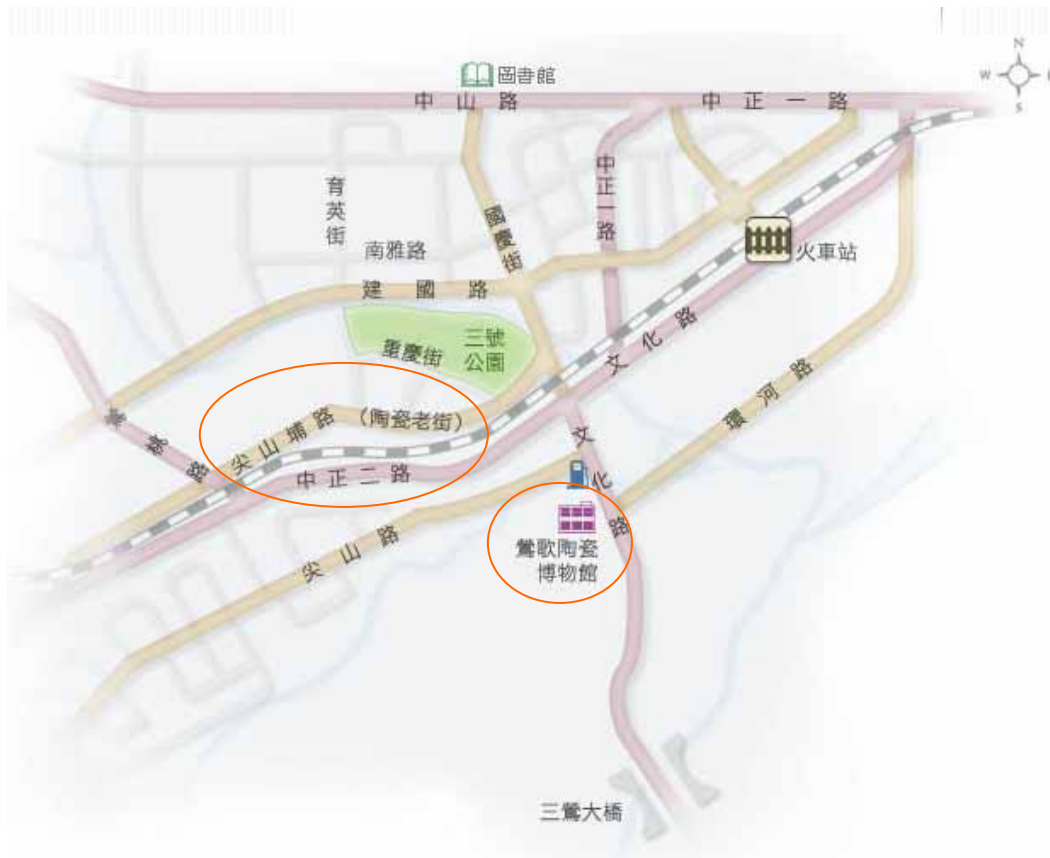 N
W
S
圖書館
中山路
中正一路
中正一路
育英街
國慶街
南雅路
火車站
建國路
三號
公園
重慶街
文化路
環河路
尖山埔路
(陶瓷老街)
中正二路
文化路
尖山路
鶯歌陶瓷
博物館
三鶯大橋